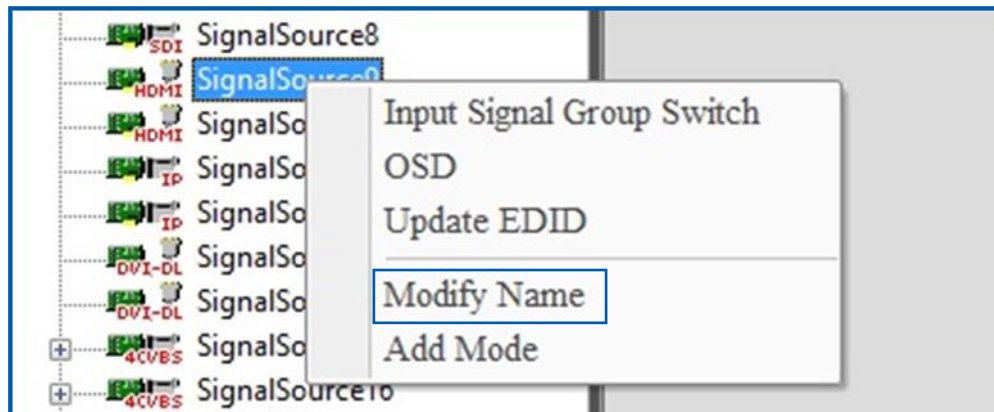 SDI SignalSource8
HDMI SignalSource9
HDMI SignalSo
IP SignalSo
IP SignalSo
DVI-DL SignalSo
DVI-DL SignalSo
4CVBS SignalSo
4CVBS SignalSource16
Input Signal Group Switch
OSD
Update EDID
Modify Name
Add Mode